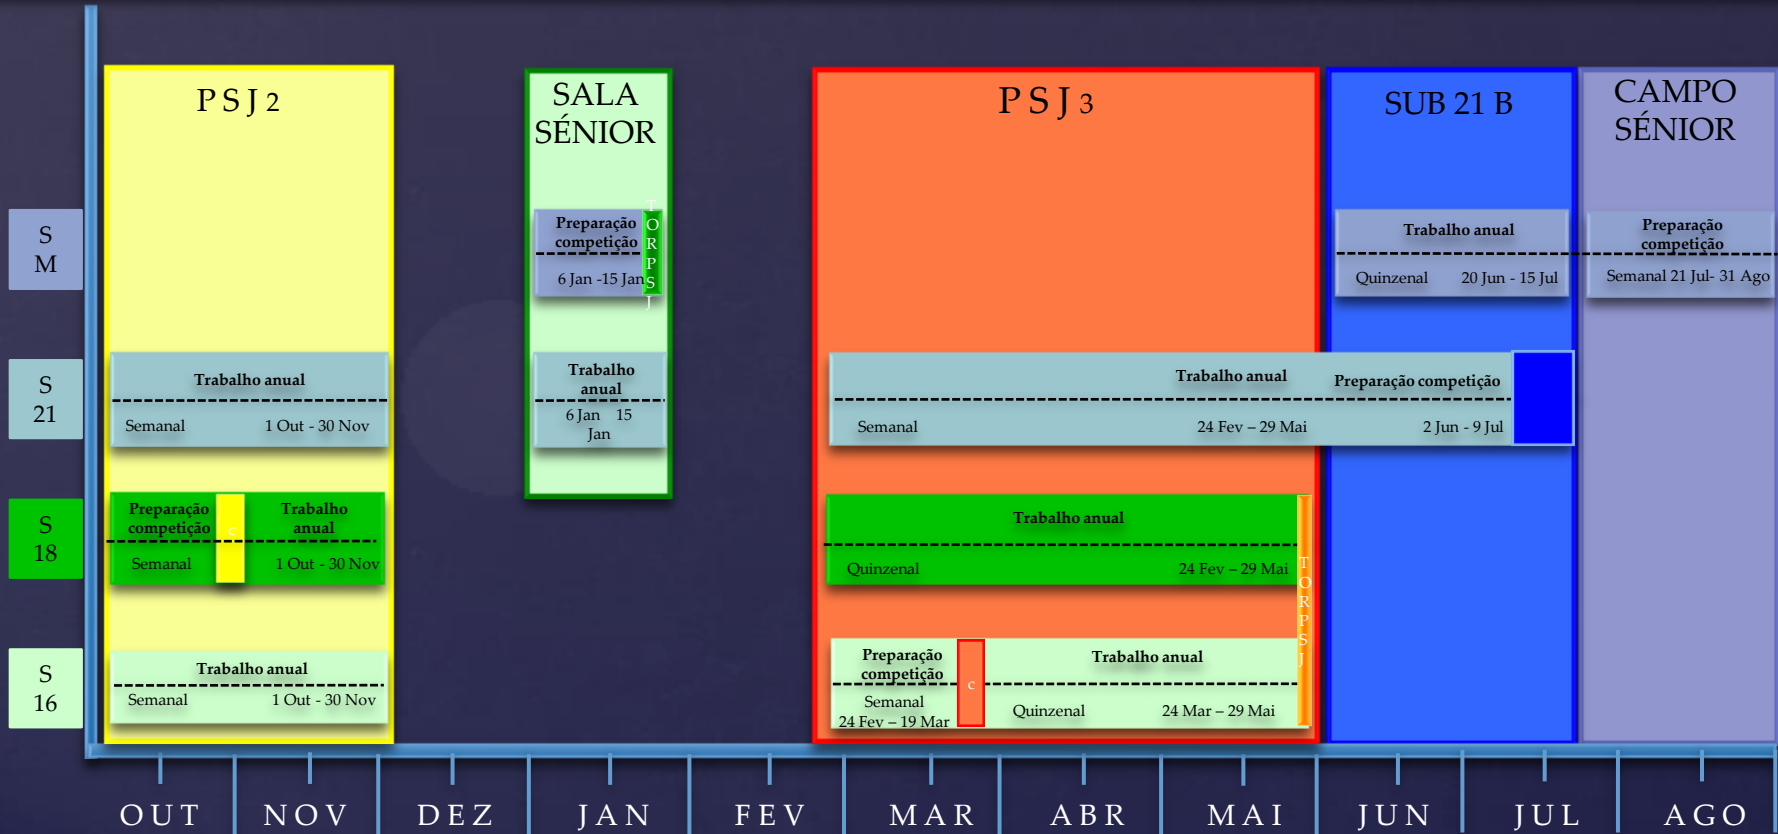 P S J 2
SALA
SÉNIOR
P S J 3
SUB 21 B
CAMPO
SÉNIOR
S
M
Preparação
competição
6 Jan -15 Jan
TORPSJ
Trabalho anual
Quinzenal 20 Jun - 15 Jul
Preparação
competição
Semanal 21 Jul- 31 Ago
S
21
Trabalho anual
Semanal 1 Out - 30 Nov
Trabalho
anual
6 Jan 15
Jan
Trabalho anual
Semanal 24 Fev – 29 Mai
Preparação competição
2 Jun - 9 Jul
S
18
Preparação
competição
Semanal
c
Trabalho
anual
1 Out - 30 Nov
Trabalho anual
Quinzenal 24 Fev – 29 Mai
TORPSJ
S
16
Trabalho anual
Semanal 1 Out - 30 Nov
Preparação
competição
Semanal
24 Fev – 19 Mar
c
Trabalho anual
Quinzenal 24 Mar – 29 Mai
OUT NOV DEZ JAN FEV MAR ABR MAI JUN JUL AGO